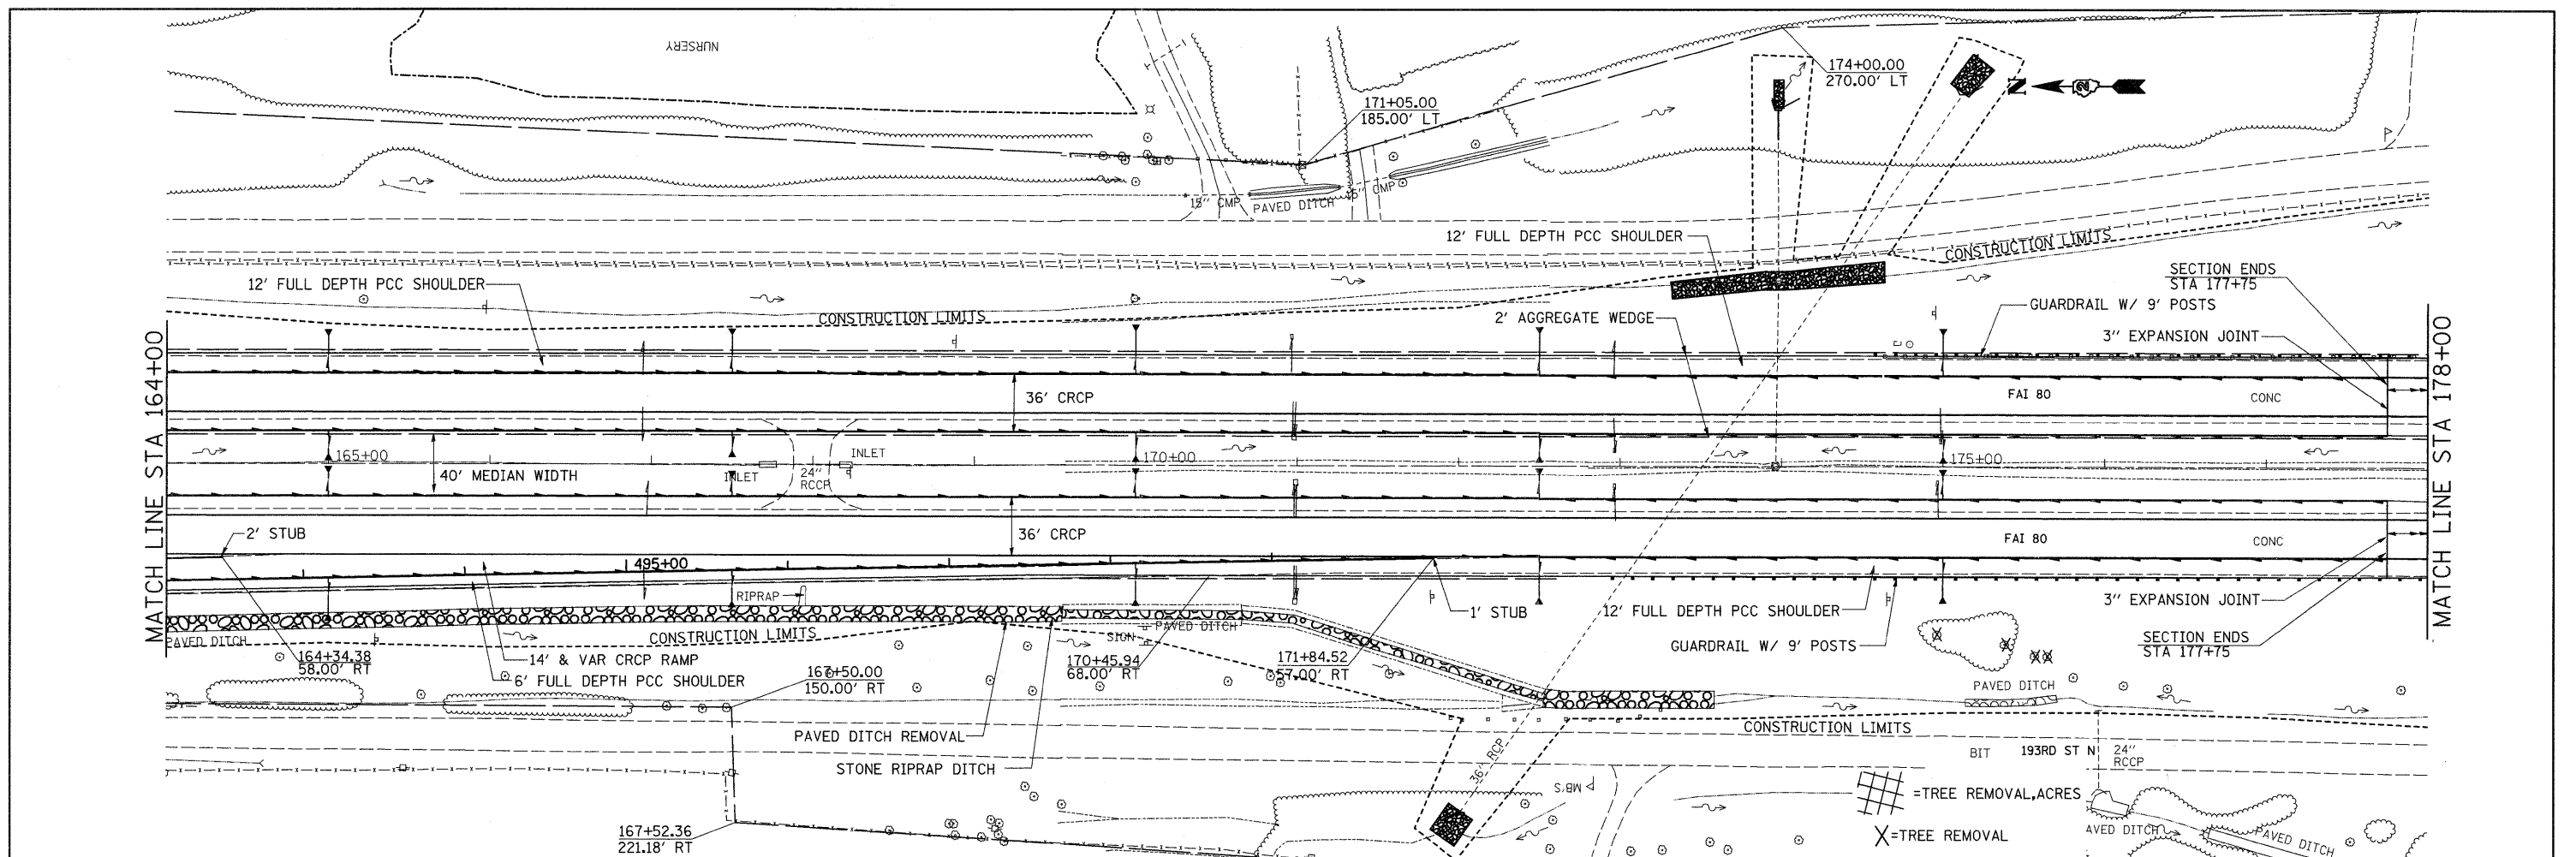 NURSERY
174+00.00
270.00' LT
N
171+05.00
185.00' LT
15" CMP
PAVED DITCH
15" CMP
12' FULL DEPTH PCC SHOULDER
CONSTRUCTION LIMITS
SECTION ENDS
STA 177+75
12' FULL DEPTH PCC SHOULDER
GUARDRAIL W/ 9' POSTS
CONSTRUCTION LIMITS
2' AGGREGATE WEDGE
3" EXPANSION JOINT
MATCH LINE STA 164+00
MATCH LINE STA 178+00
36' CRCP
FAI 80
CONC
165+00
INLET
170+00
175+00
40' MEDIAN WIDTH
INLET
24"
RCCP
2' STUB
36' CRCP
FAI 80
CONC
495+00
RIPRAP
1' STUB
12' FULL DEPTH PCC SHOULDER
3" EXPANSION JOINT
PAVED DITCH
CONSTRUCTION LIMITS
SIGN
PAVED DITCH
GUARDRAIL W/ 9' POSTS
SECTION ENDS
STA 177+75
164+34.38
58.00' RT
14' & VAR CRCP RAMP
6' FULL DEPTH PCC SHOULDER
167+50.00
150.00' RT
170+45.94
68.00' RT
171+84.52
57.00' RT
PAVED DITCH
PAVED DITCH REMOVAL
CONSTRUCTION LIMITS
STONE RIPRAP DITCH
36" RCP
BIT
193RD ST N
24"
RCCP
MB'S
=TREE REMOVAL,ACRES
167+52.36
221.18' RT
X=TREE REMOVAL
AVED DITCH
PAVED DITCH